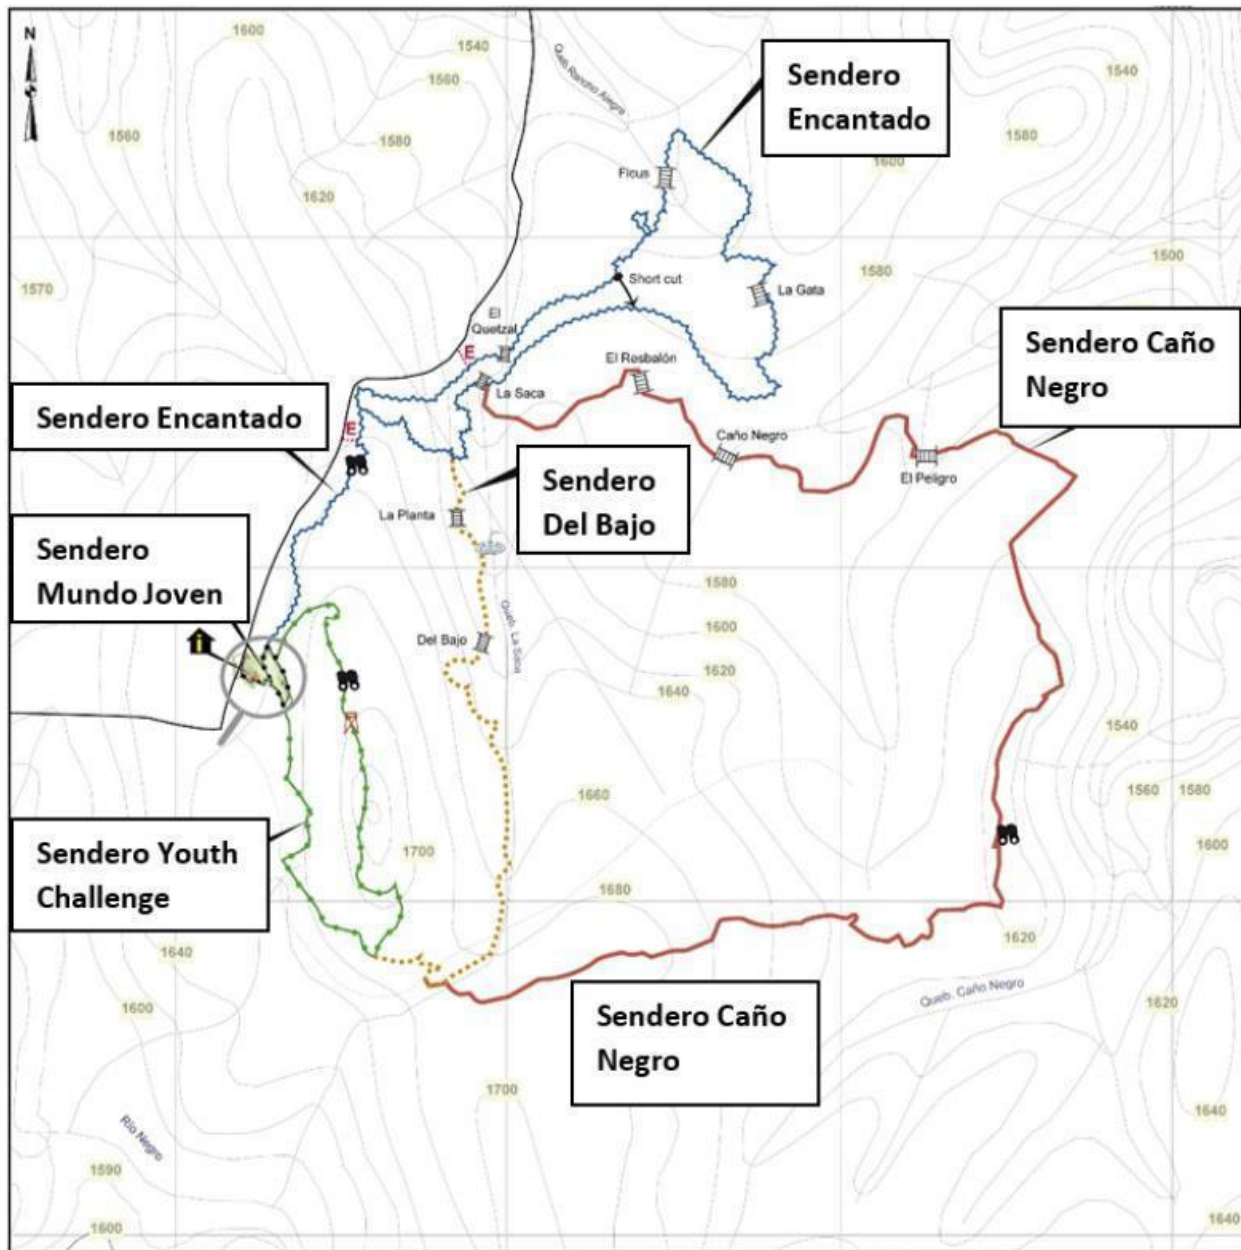 N
1600
1540
1560
Queb. Rancho Alegre
Sendero
Encantado
1540
1560
1580
1580
1600
1620
Ficus
1500
1570
Short cut
1580
La Gata
El
Quetzal
E
El Resbalón
Sendero Caño
Negro
La Saca
Sendero Encantado
E
Caño Negro
El Peligro
Sendero
Del Bajo
La Planta
Sendero
Mundo Joven
1580
1600
Queb. La Saca
Del Bajo
1620
1640
i
1540
1660
1560
1580
Sendero Youth
Challenge
1700
1600
1680
1620
1640
Queb. Caño Negro
1600
Sendero Caño
Negro
1620
1700
1640
Río Negro
1590
1600
1640